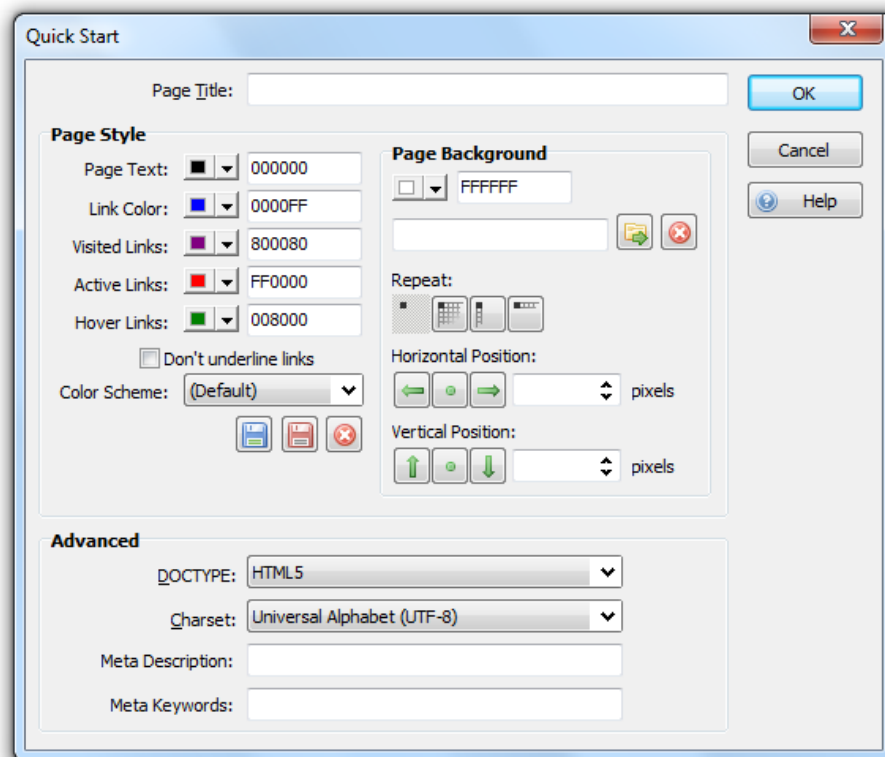 Quick Start
Page Title:
OK
Page Style
Page Text: 000000
Link Color: 0000FF
Visited Links: 800080
Active Links: FF0000
Hover Links: 008000
Don't underline links
Color Scheme: (Default)
Page Background
FFFFFF
Repeat:
Horizontal Position:
pixels
Vertical Position:
pixels
Cancel
Help
Advanced
DOCTYPE: HTML5
Charset: Universal Alphabet (UTF-8)
Meta Description:
Meta Keywords: